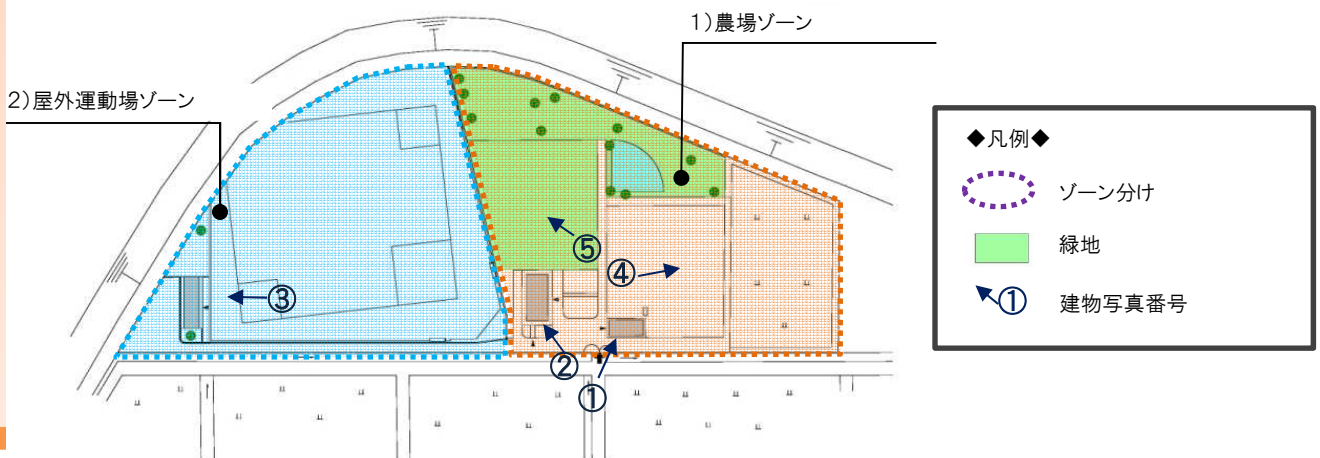 1)農場ゾーン
2)屋外運動場ゾーン
⑤
④
③
②
①
◆凡例◆
ゾーン分け
緑地
① 建物写真番号